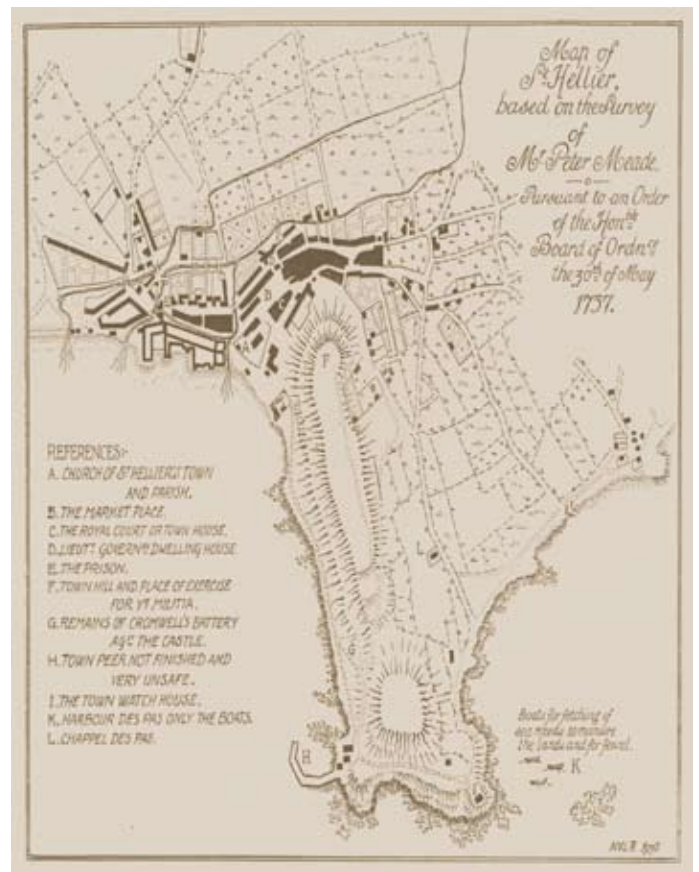 Map of
St. Hellier,
based on the Survey
of
Mr Peter Meade.
Pursuant to an Order
of the Honble
Board of Ordnce
the 30th of May
1737.
REFERENCES:-
A. CHURCH OF ST HELLIER TOWN
AND PARISH.
B. THE MARKET PLACE
C. THE ROYAL COURT OR TOWN HOUSE.
D. LIEUTT GOVERNRS DWELLING HOUSE
E. THE PRISON.
F. TOWN HILL AND PLACE OF EXERCISE
FOR YE MILITIA.
G. REMAINS OF CROMWELL'S BATTERY
AGST THE CASTLE.
H. TOWN PEER NOT FINISHED AND
VERY UNSAFE.
I. THE TOWN WATCH HOUSE.
K. HARBOUR DES PAS ONLY THE BOATS.
L. CHAPPEL DES PAS.
F
L
G
H
Boats for fetching of
sea weeds to manure
the lands and for fewel.
K